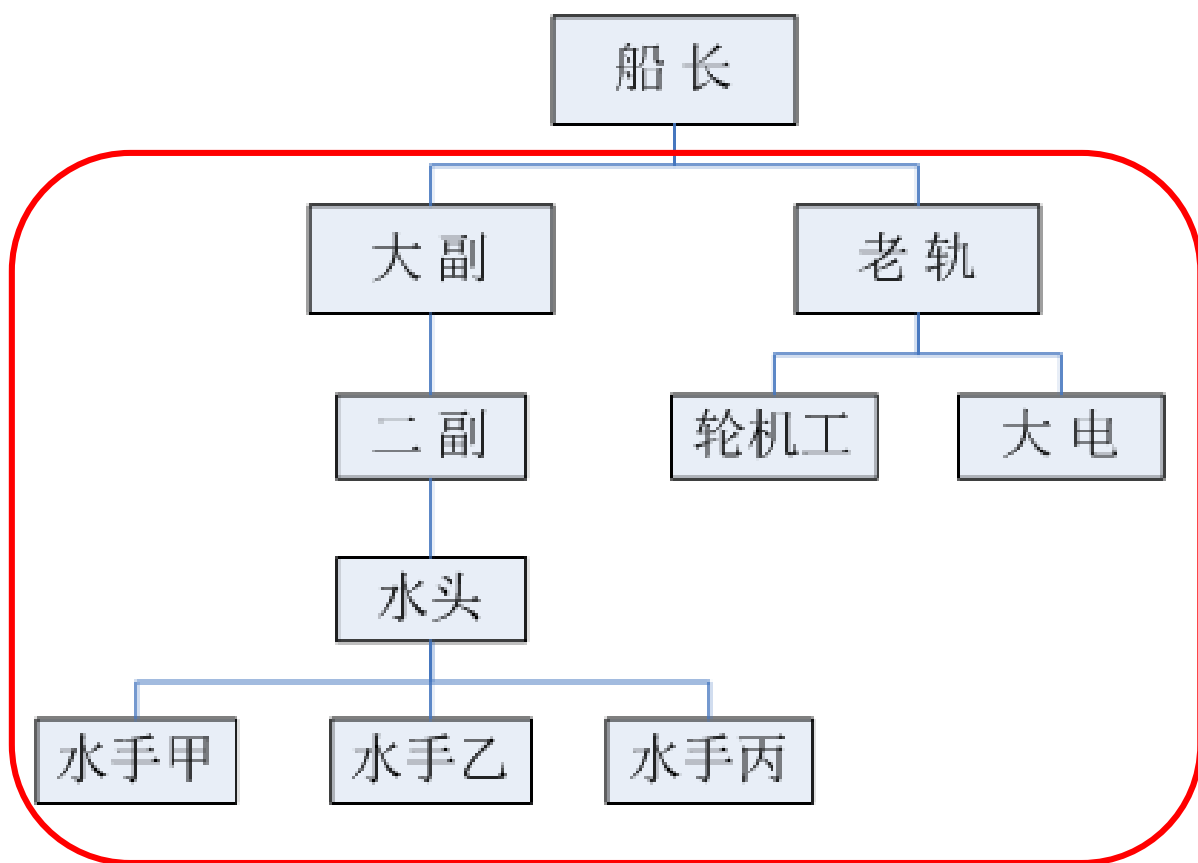 船长
大副
老轨
二副
轮机工
大电
水头
水手甲
水手乙
水手丙